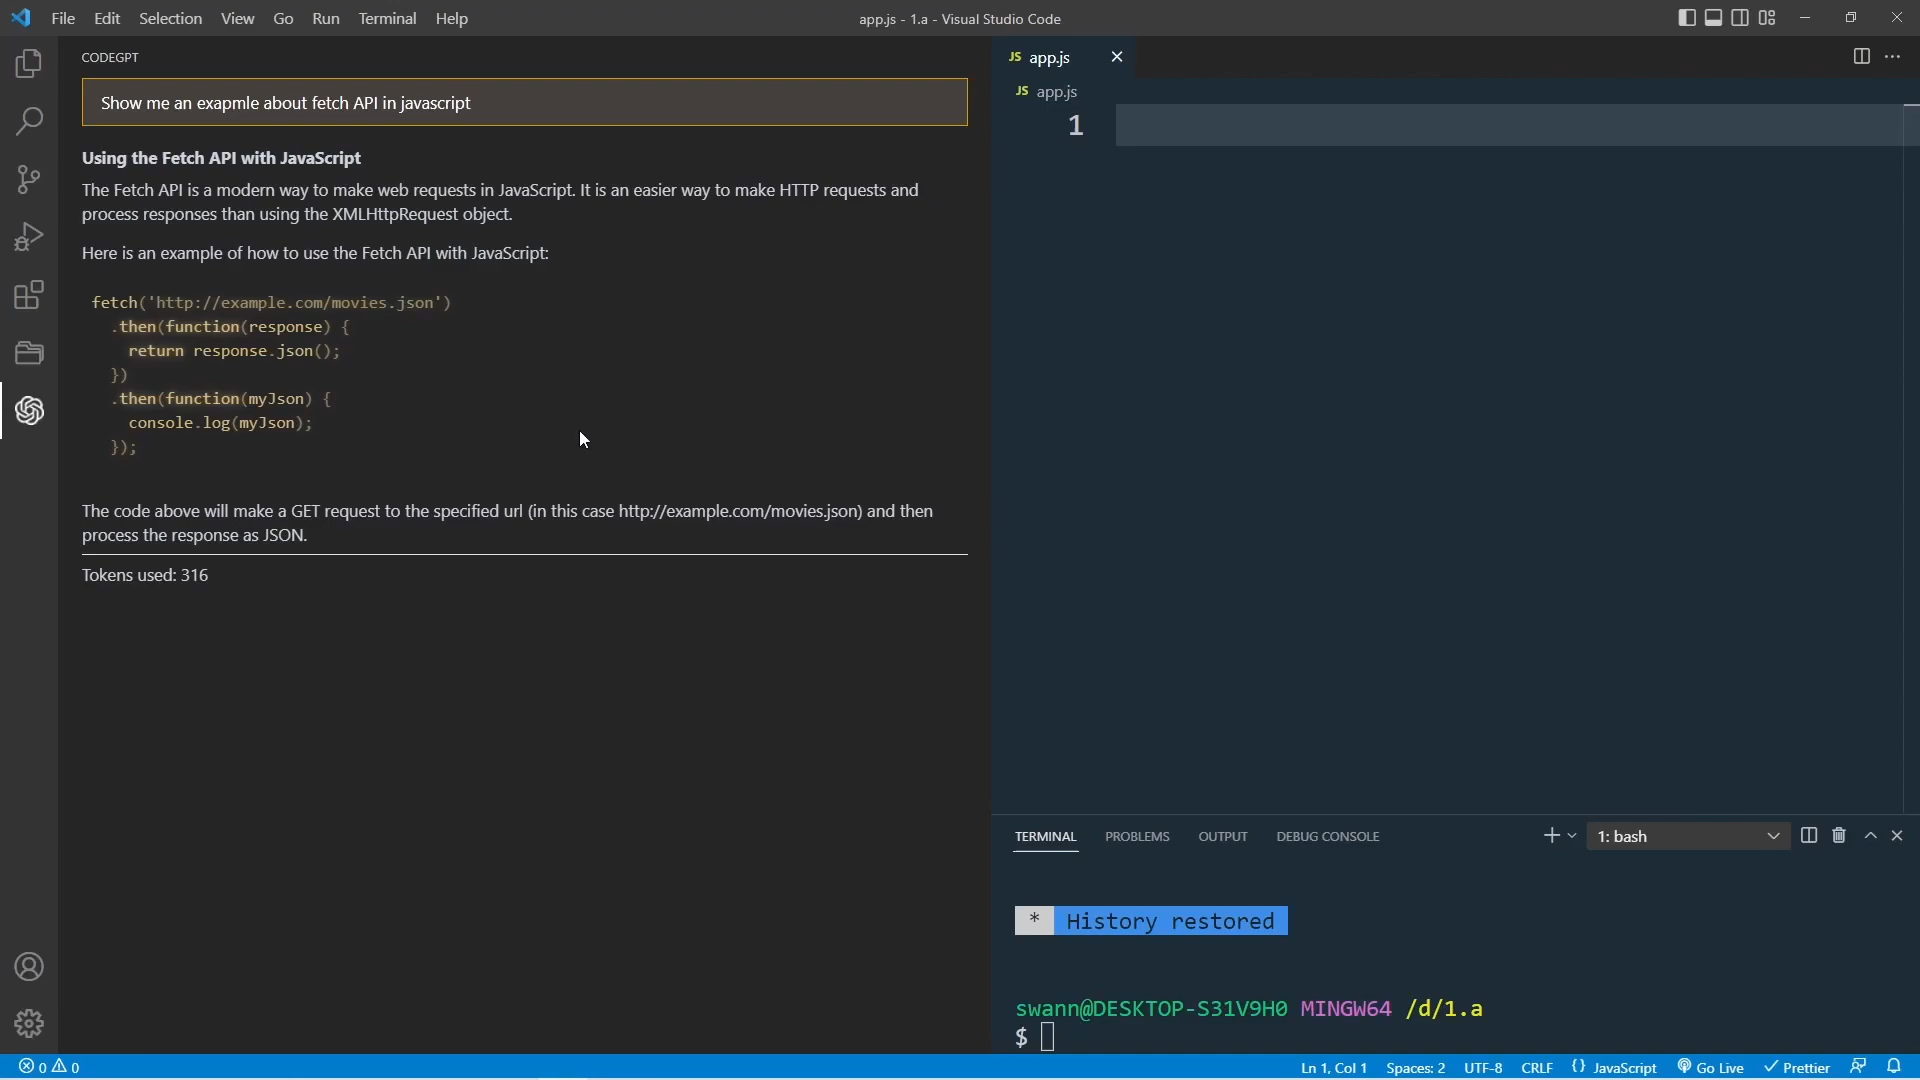 File Edit Selection View Go Run Terminal Help
app.js - 1.a - Visual Studio Code
CODEGPT
Show me an exapmle about fetch API in javascript
Using the Fetch API with JavaScript
The Fetch API is a modern way to make web requests in JavaScript. It is an easier way to make HTTP requests and
process responses than using the XMLHttpRequest object.
Here is an example of how to use the Fetch API with JavaScript:
fetch('http://example.com/movies.json')
.then(function(response) {
return response.json();
})
.then(function(myJson) {
console.log(myJson);
});
The code above will make a GET request to the specified url (in this case http://example.com/movies.json) and then
process the response as JSON.
Tokens used: 316
JS app.js
JS app.js
1
TERMINAL PROBLEMS OUTPUT DEBUG CONSOLE
1: bash
* History restored
swann@DESKTOP-S31V9H0 MINGW64 /d/1.a
$
0 0
Ln 1, Col 1 Spaces: 2 UTF-8 CRLF {} JavaScript Go Live Prettier